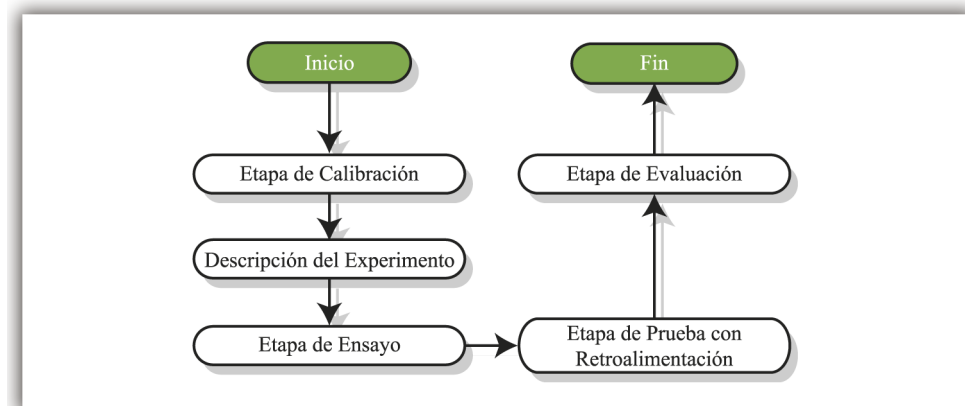 Inicio
Etapa de Calibración
Descripción del Experimento
Etapa de Ensayo
Etapa de Prueba con
Retroalimentación
Etapa de Evaluación
Fin